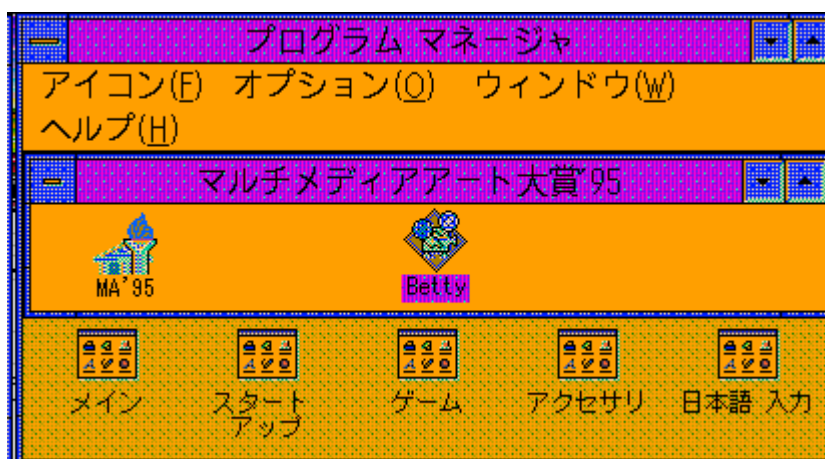 プログラム マネージャ
アイコン(F) オプション(O) ウィンドウ(W)
ヘルプ(H)
マルチメディアアート大賞'95
MA'95 Betty
メイン スタート アップ ゲーム アクセサリ 日本語 入力